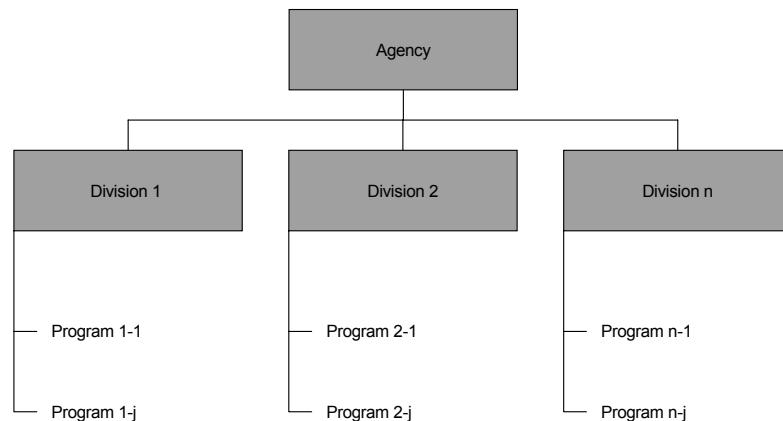 Agency
Division 1
Division 2
Division n
Program 1-1
Program 2-1
Program n-1
Program 1-j
Program 2-j
Program n-j